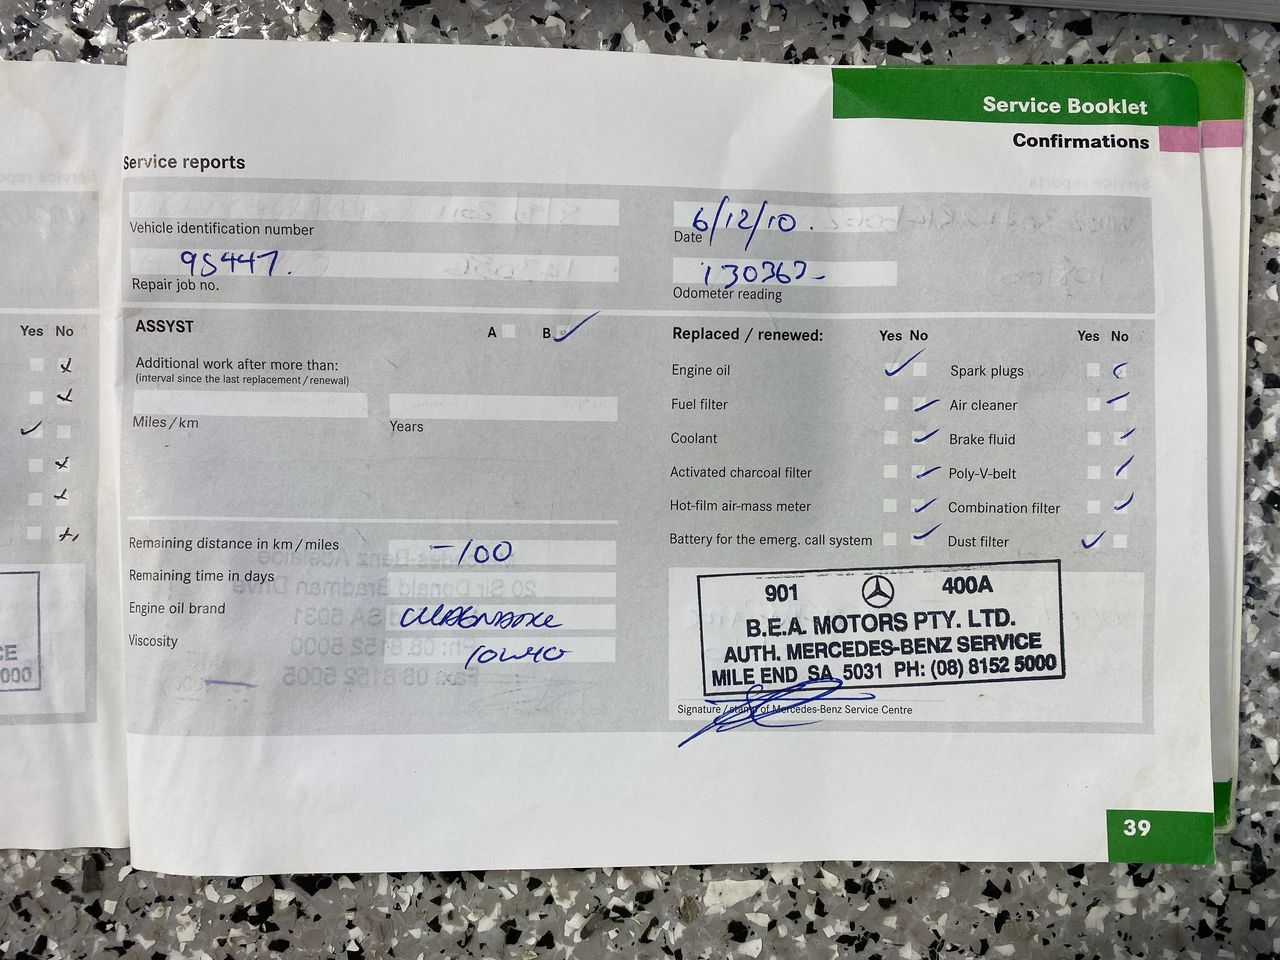 Service Booklet
Confirmations
Service reports
Vehicle identification number
6/12/10.
Date
95447.
Repair job no.
130367-
Odometer reading
Yes No
ASSYST A B
Additional work after more than:
(interval since the last replacement / renewal)
Miles / km Years
Replaced / renewed: Yes No Yes No
Engine oil Spark plugs
Fuel filter Air cleaner
Coolant Brake fluid
Activated charcoal filter Poly-V-belt
Hot-film air-mass meter Combination filter
Battery for the emerg. call system Dust filter
Remaining distance in km / miles -100
Remaining time in days
Engine oil brand
Viscosity 10W40
901 400A
B.E.A. MOTORS PTY. LTD.
AUTH. MERCEDES-BENZ SERVICE
MILE END SA 5031 PH: (08) 8152 5000
Signature / stamp of Mercedes-Benz Service Centre
39